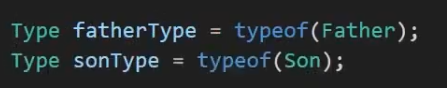 Type fatherType = typeof(Father);
Type sonType = typeof(Son);